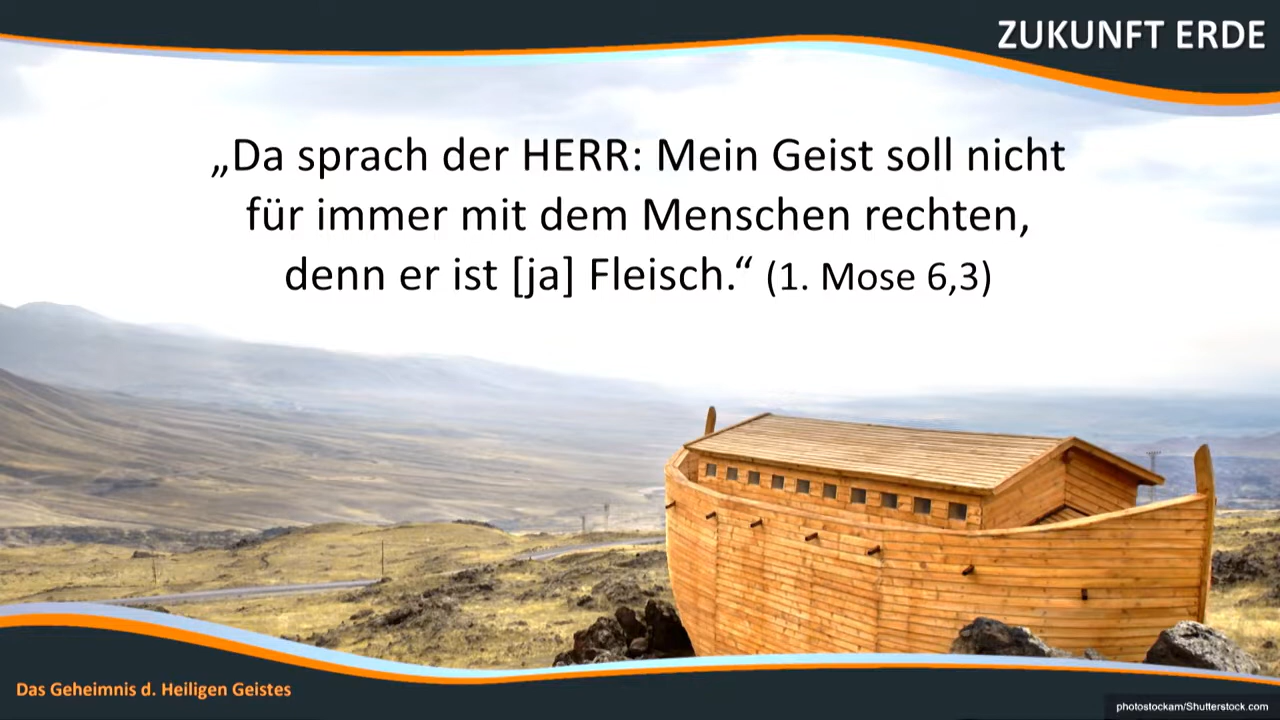 ZUKUNFT ERDE
„Da sprach der HERR: Mein Geist soll nicht
für immer mit dem Menschen rechten,
denn er ist [ja] Fleisch.“ (1. Mose 6,3)
Das Geheimnis d. Heiligen Geistes
photostockam/Shutterstock.com